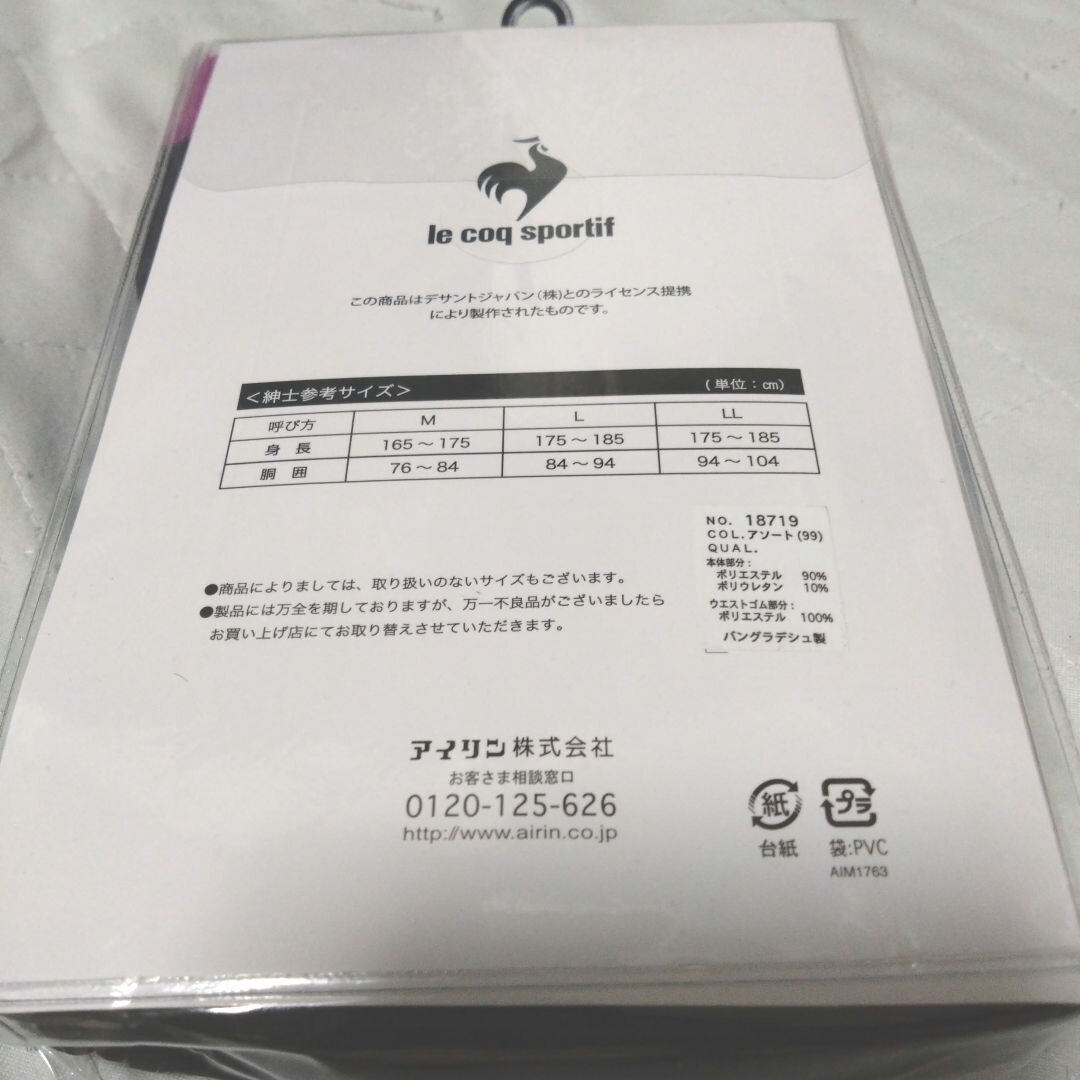 le coq sportif
この商品はデサントジャパン(株)とのライセンス提携
により製作されたものです。
＜紳士参考サイズ＞ (単位：㎝)
呼び方 M L LL
身長 165～175 175～185 175～185
胴囲 76～84 84～94 94～104
●商品によりましては、取り扱いのないサイズもございます。
●製品には万全を期しておりますが、万一不良品がございましたら
お買い上げ店にてお取り替えさせていただきます。
NO. 18719
COL.アソート(99)
QUAL.
本体部分：
ポリエステル 90%
ポリウレタン 10%
ウエストゴム部分：
ポリエステル 100%
バングラデシュ製
アイリン株式会社
お客さま相談窓口
0120-125-626
http://www.airin.co.jp
紙 プラ
台紙 袋:PVC
AIM1763